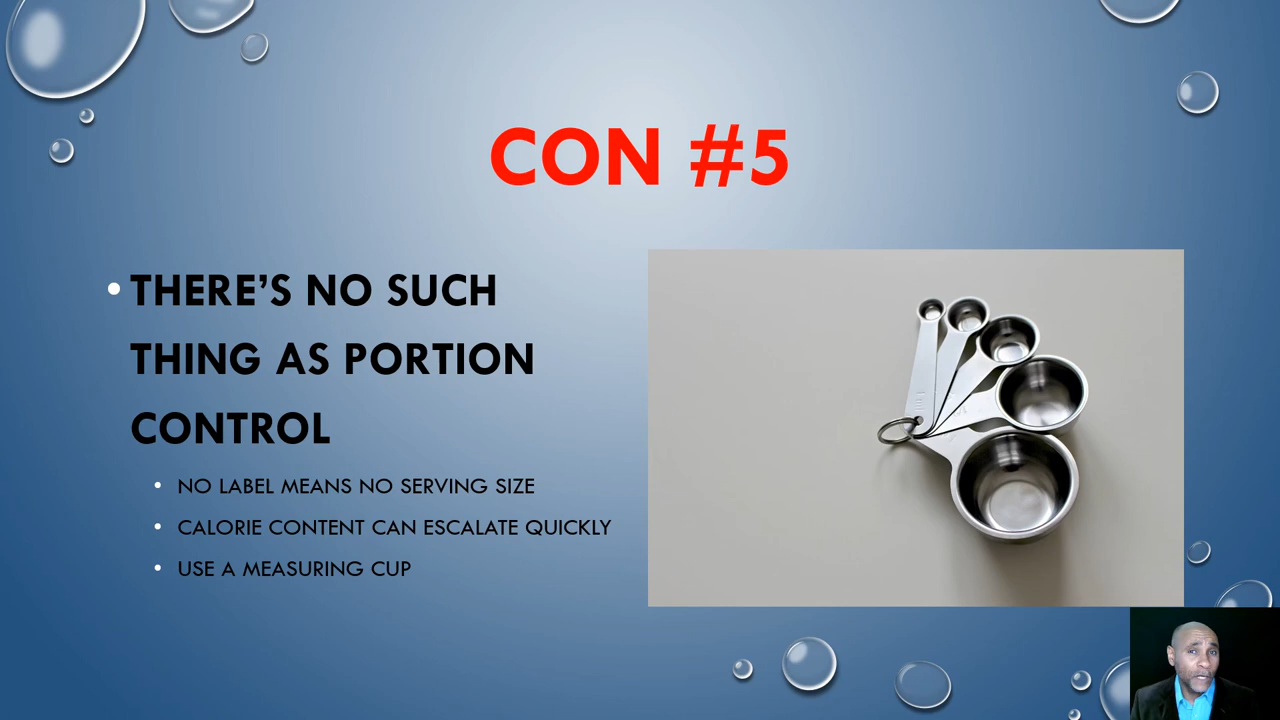 CON #5
THERE'S NO SUCH
THING AS PORTION
CONTROL
NO LABEL MEANS NO SERVING SIZE
CALORIE CONTENT CAN ESCALATE QUICKLY
USE A MEASURING CUP